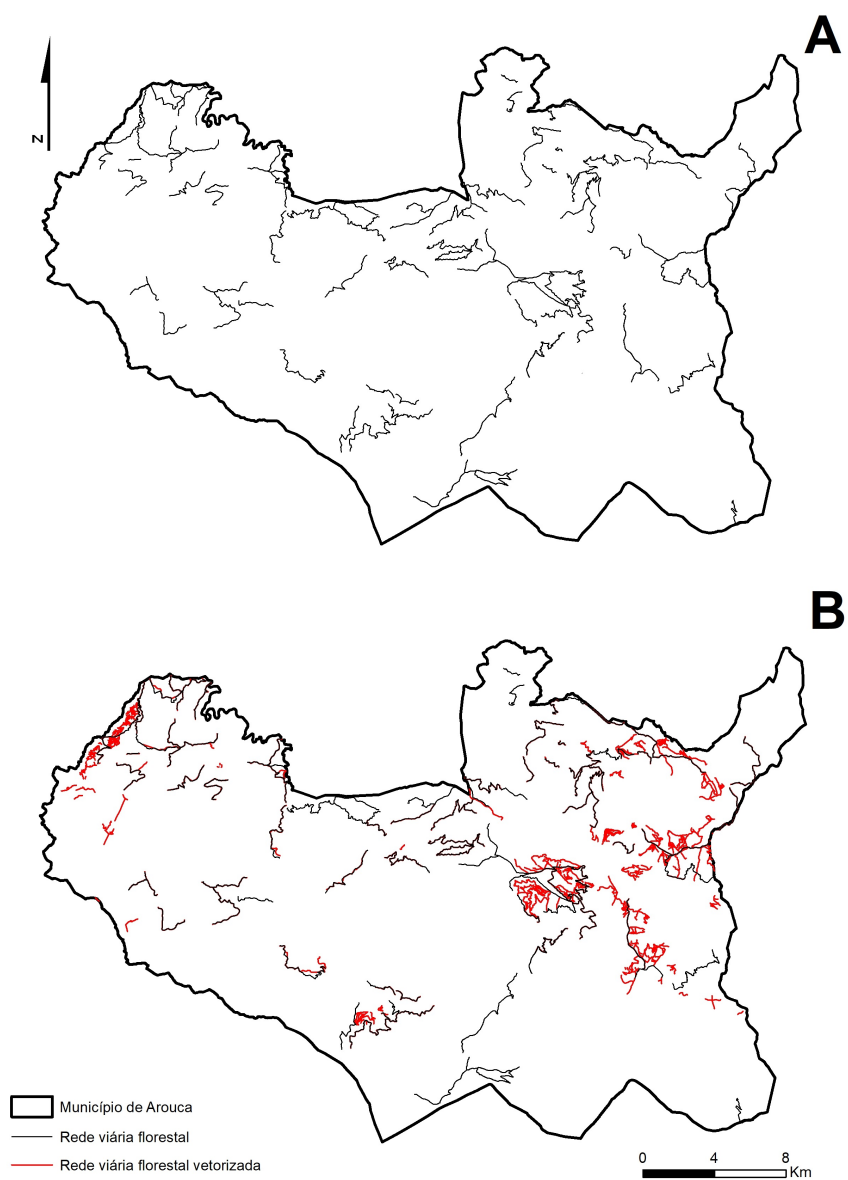 A
N
B
Município de Arouca
Rede viária florestal
Rede viária florestal vetorizada
0 4 8
Km